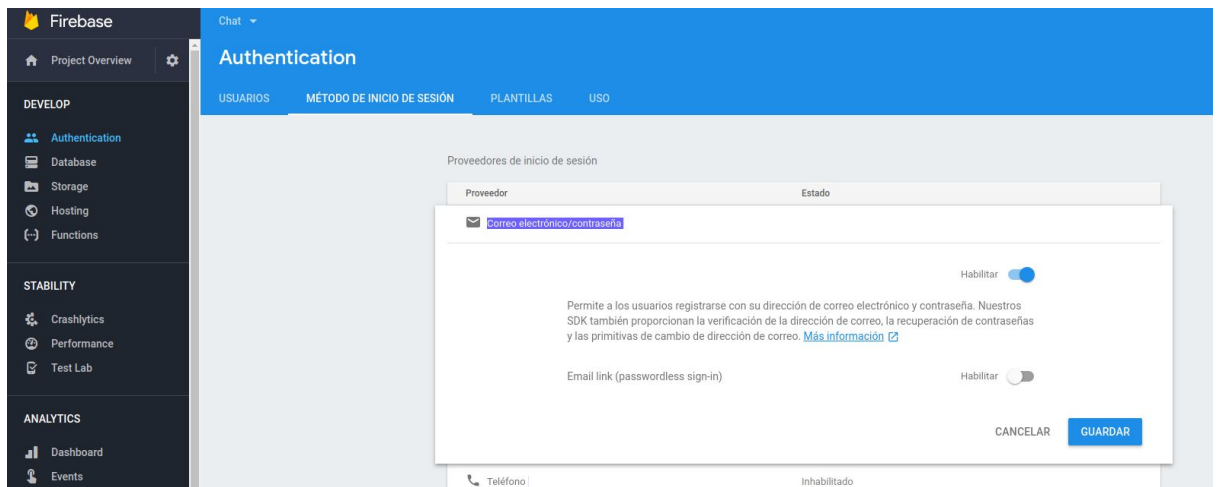 Firebase
Project Overview
DEVELOP
Authentication
Database
Storage
Hosting
Functions
STABILITY
Crashlytics
Performance
Test Lab
ANALYTICS
Dashboard
Events
Chat
Authentication
USUARIOS MÉTODO DE INICIO DE SESIÓN PLANTILLAS USO
Proveedores de inicio de sesión
Proveedor Estado
Correo electrónico/contraseña
Habilitar
Permite a los usuarios registrarse con su dirección de correo electrónico y contraseña. Nuestros
SDK también proporcionan la verificación de la dirección de correo, la recuperación de contraseñas
y las primitivas de cambio de dirección de correo. Más información
Email link (passwordless sign-in) Habilitar
CANCELAR GUARDAR
Teléfono Inhabilitado